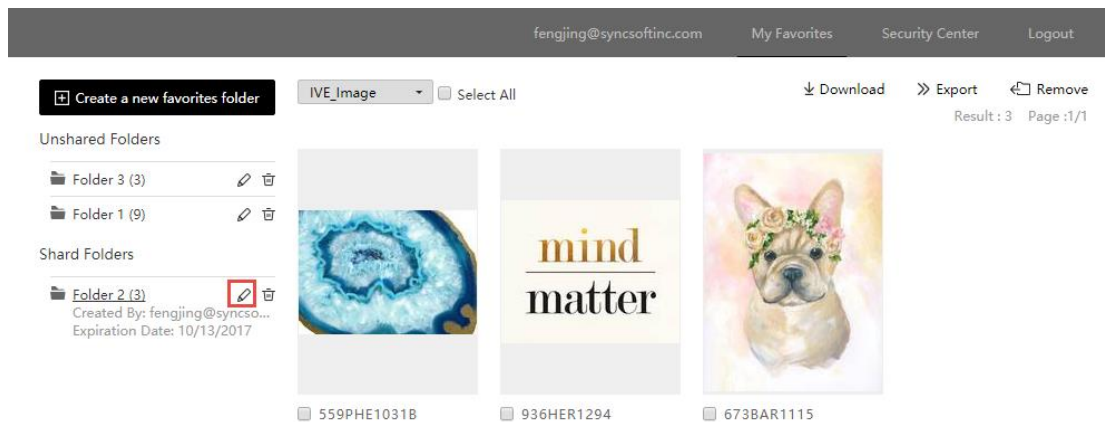 fengjing@syncsoftinc.com My Favorites Security Center Logout
Create a new favorites folder
IVE_Image Select All
Download Export Remove
Result : 3 Page :1/1
Unshared Folders
Folder 3 (3)
Folder 1 (9)
Shard Folders
Folder 2 (3)
Created By: fengjing@syncso...
Expiration Date: 10/13/2017
mind
matter
559PHE1031B 936HER1294 673BAR1115